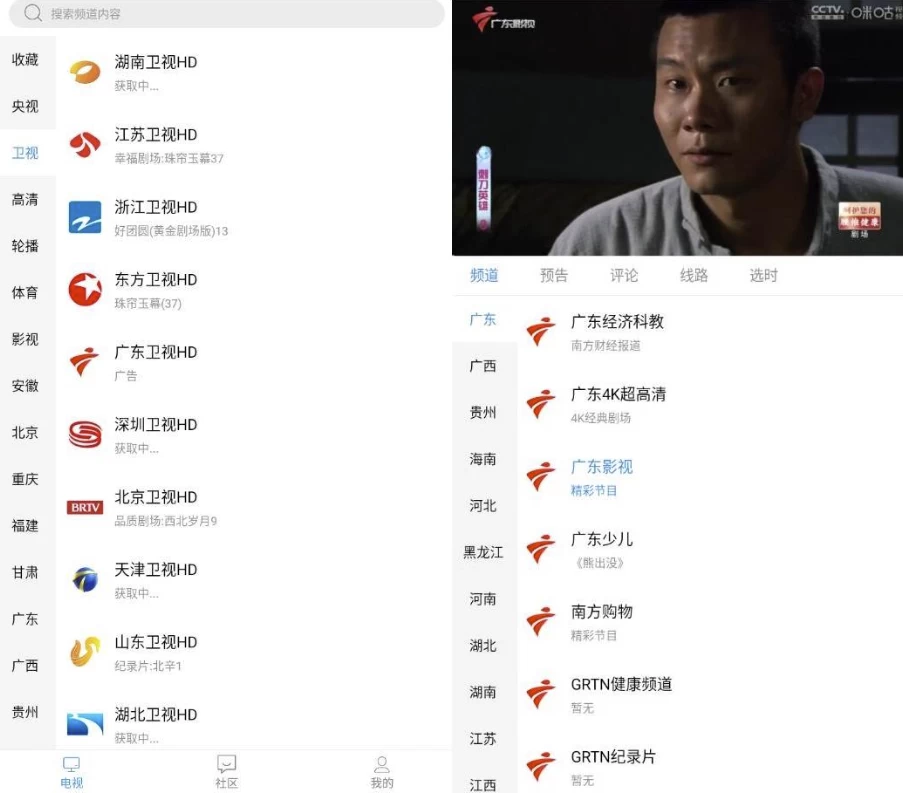 搜索频道内容
收藏
央视
卫视
高清
轮播
体育
影视
安徽
北京
重庆
福建
甘肃
广东
广西
贵州
湖南卫视HD
获取中...
江苏卫视HD
幸福剧场:珠帘玉幕37
浙江卫视HD
好团圆(黄金剧场版)13
东方卫视HD
珠帘玉幕(37)
广东卫视HD
广告
深圳卫视HD
获取中...
BRTV
北京卫视HD
品质剧场:西北岁月9
天津卫视HD
获取中...
山东卫视HD
纪录片:北辛1
湖北卫视HD
获取中...
电视
社区
我的
广东影视
CCTV.
咪咕
剃刀英雄
呵护您的
颈椎健康
剧场
频道
预告
评论
线路
选时
广东
广西
贵州
海南
河北
黑龙江
河南
湖北
湖南
江苏
江西
广东经济科教
南方财经报道
广东4K超高清
4K经典剧场
广东影视
精彩节目
广东少儿
《熊出没》
南方购物
精彩节目
GRTN健康频道
暂无
GRTN纪录片
暂无